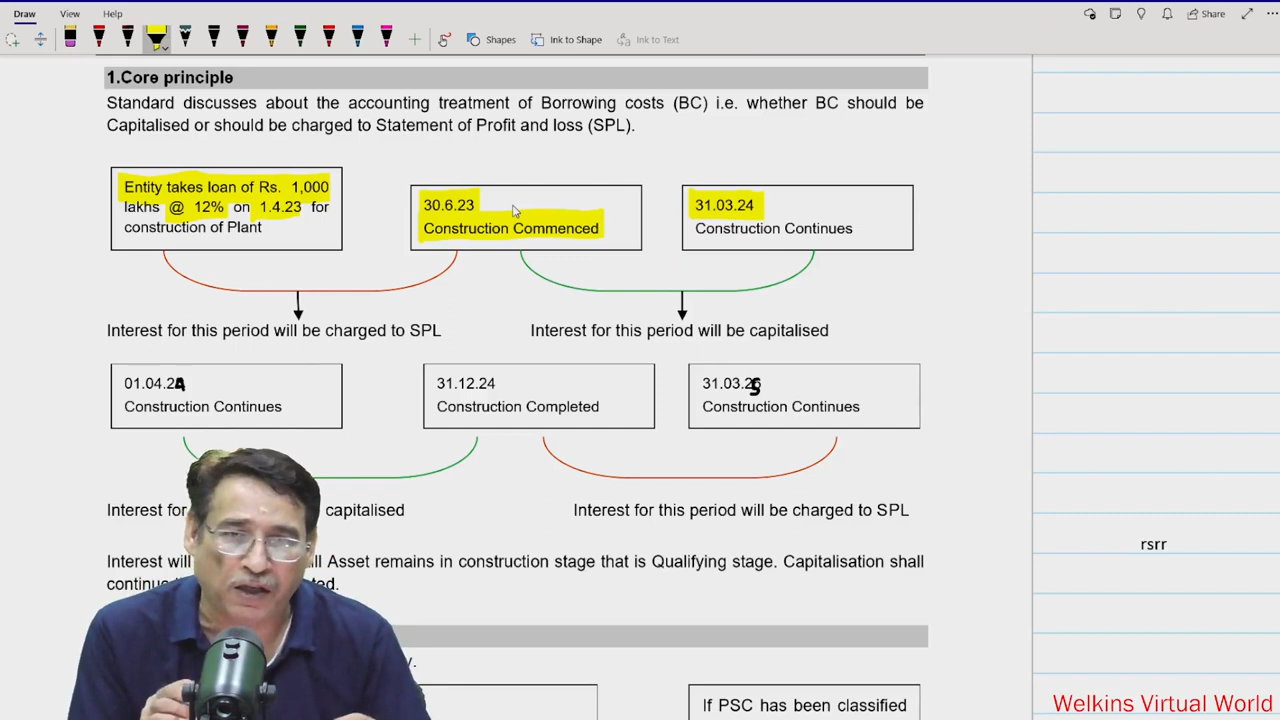 Draw View Help Share
Shapes Ink to Shape Ink to Text
1.Core principle
Standard discusses about the accounting treatment of Borrowing costs (BC) i.e. whether BC should be
Capitalised or should be charged to Statement of Profit and loss (SPL).
Entity takes loan of Rs. 1,000
lakhs @ 12% on 1.4.23 for
construction of Plant
30.6.23
Construction Commenced
31.03.24
Construction Continues
Interest for this period will be charged to SPL
Interest for this period will be capitalised
01.04.24
Construction Continues
31.12.24
Construction Completed
31.03.25
Construction Continues
Interest for capitalised
Interest for this period will be charged to SPL
Interest will Asset remains in construction stage that is Qualifying stage. Capitalisation shall
rsrr
If PSC has been classified
Welkins Virtual World